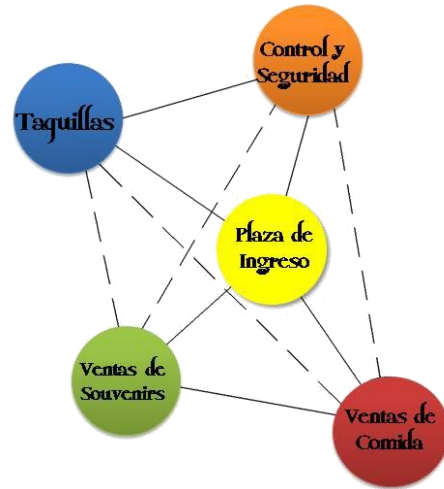 Control y
Seguridad
Taquillas
Plaza de
Ingreso
Ventas de
Souvenirs
Ventas de
Comida